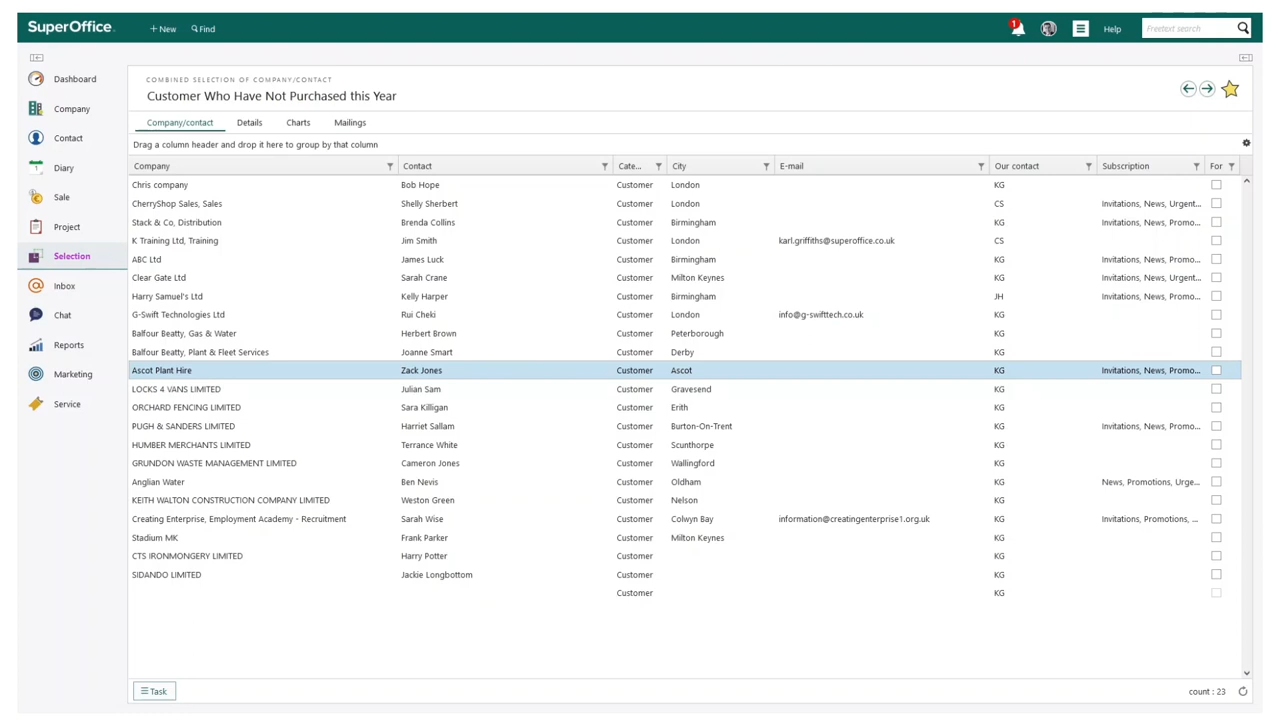 SuperOffice.
+ New Find
1
Help
Freetext search
Dashboard
Company
Contact
1 Diary
Sale
Project
Selection
Inbox
Chat
Reports
Marketing
Service
COMBINED SELECTION OF COMPANY/CONTACT
Customer Who Have Not Purchased this Year
Company/contact Details Charts Mailings
Drag a column header and drop it here to group by that column
Company Contact Cate... City E-mail Our contact Subscription For
Chris company Bob Hope Customer London KG
CherryShop Sales, Sales Shelly Sherbert Customer London CS Invitations, News, Urgent...
Stack & Co, Distribution Brenda Collins Customer Birmingham KG Invitations, News, Promo...
K Training Ltd, Training Jim Smith Customer London karl.griffiths@superoffice.co.uk CS
ABC Ltd James Luck Customer Birmingham KG Invitations, News, Promo...
Clear Gate Ltd Sarah Crane Customer Milton Keynes KG Invitations, News, Urgent...
Harry Samuel's Ltd Kelly Harper Customer Birmingham JH Invitations, News, Promo...
G-Swift Technologies Ltd Rui Cheki Customer London info@g-swifttech.co.uk KG
Balfour Beatty, Gas & Water Herbert Brown Customer Peterborough KG
Balfour Beatty, Plant & Fleet Services Joanne Smart Customer Derby KG
Ascot Plant Hire Zack Jones Customer Ascot KG Invitations, News, Promo...
LOCKS 4 VANS LIMITED Julian Sam Customer Gravesend KG
ORCHARD FENCING LIMITED Sara Killigan Customer Erith KG
PUGH & SANDERS LIMITED Harriet Sallam Customer Burton-On-Trent KG Invitations, News, Promo...
HUMBER MERCHANTS LIMITED Terrance White Customer Scunthorpe KG
GRUNDON WASTE MANAGEMENT LIMITED Cameron Jones Customer Wallingford KG
Anglian Water Ben Nevis Customer Oldham KG News, Promotions, Urge...
KEITH WALTON CONSTRUCTION COMPANY LIMITED Weston Green Customer Nelson KG
Creating Enterprise, Employment Academy - Recruitment Sarah Wise Customer Colwyn Bay information@creatingenterprise1.org.uk KG Invitations, Promotions, ...
Stadium MK Frank Parker Customer Milton Keynes KG
CTS IRONMONGERY LIMITED Harry Potter Customer KG
SIDANDO LIMITED Jackie Longbottom Customer KG
Customer KG
Task
count : 23